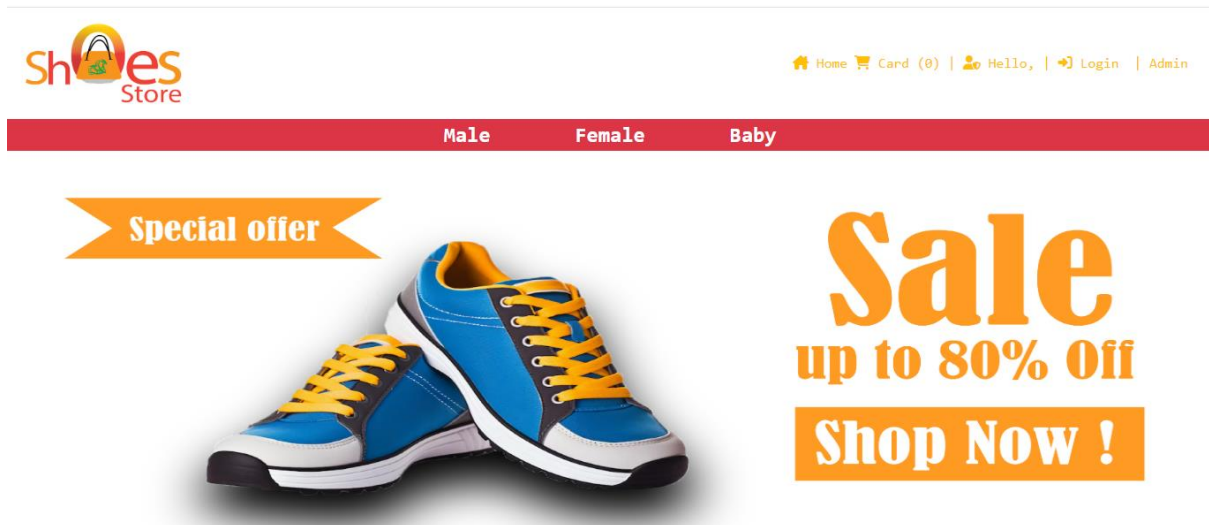 Shoes
Store
Home Card (0) | Hello, | Login | Admin
Male Female Baby
Special offer
Sale
up to 80% Off
Shop Now !